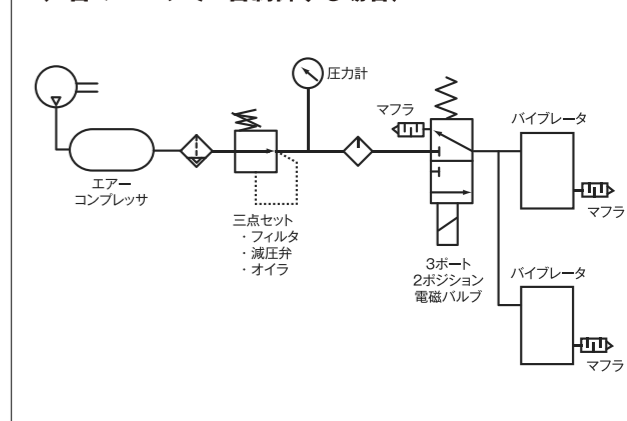 圧力計
マフラ
バイブレータ
エアー
コンプレッサ
マフラ
三点セット
・フィルタ
・減圧弁
・オイラ
3ポート
2ポジション
電磁バルブ
バイブレータ
マフラ